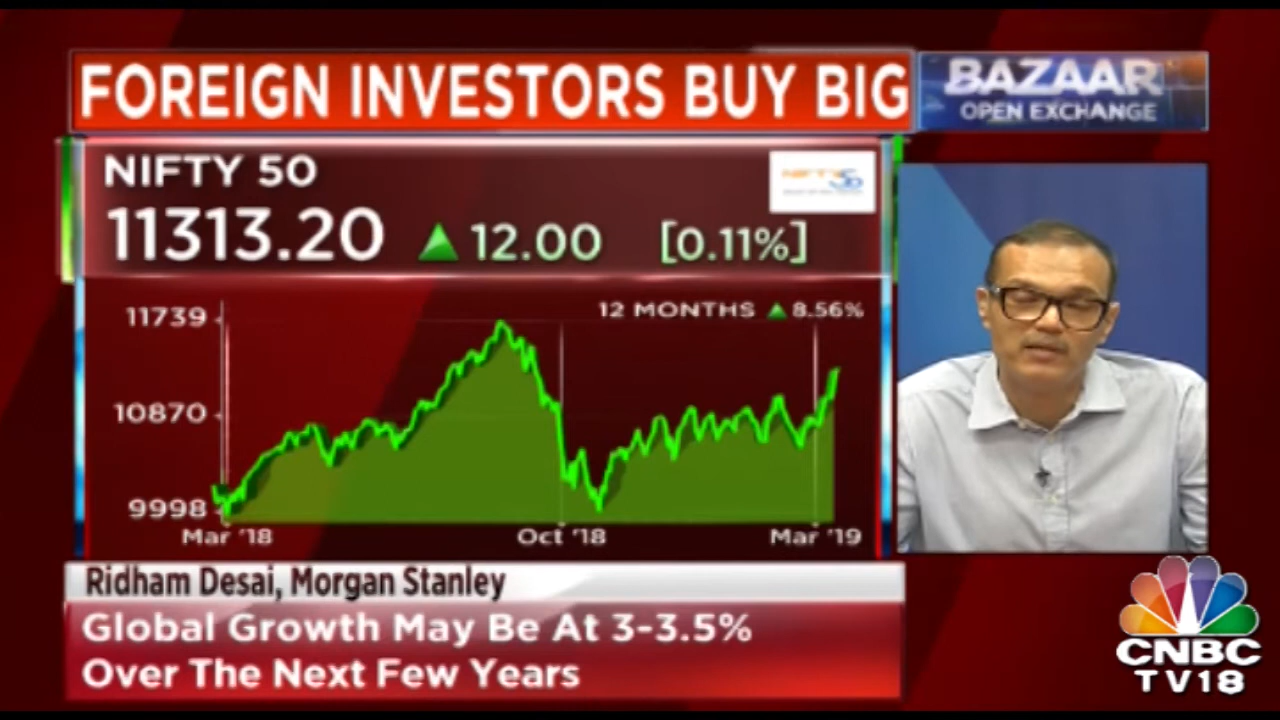 FOREIGN INVESTORS BUY BIG
BAZAAR
OPEN EXCHANGE
NIFTY 50
11313.20 ▲ 12.00 [0.11%]
NIFTY
50
12 MONTHS ▲ 8.56%
11739
10870
9998
Mar '18 Oct '18 Mar '19
Ridham Desai, Morgan Stanley
Global Growth May Be At 3-3.5%
Over The Next Few Years
CNBC
TV18